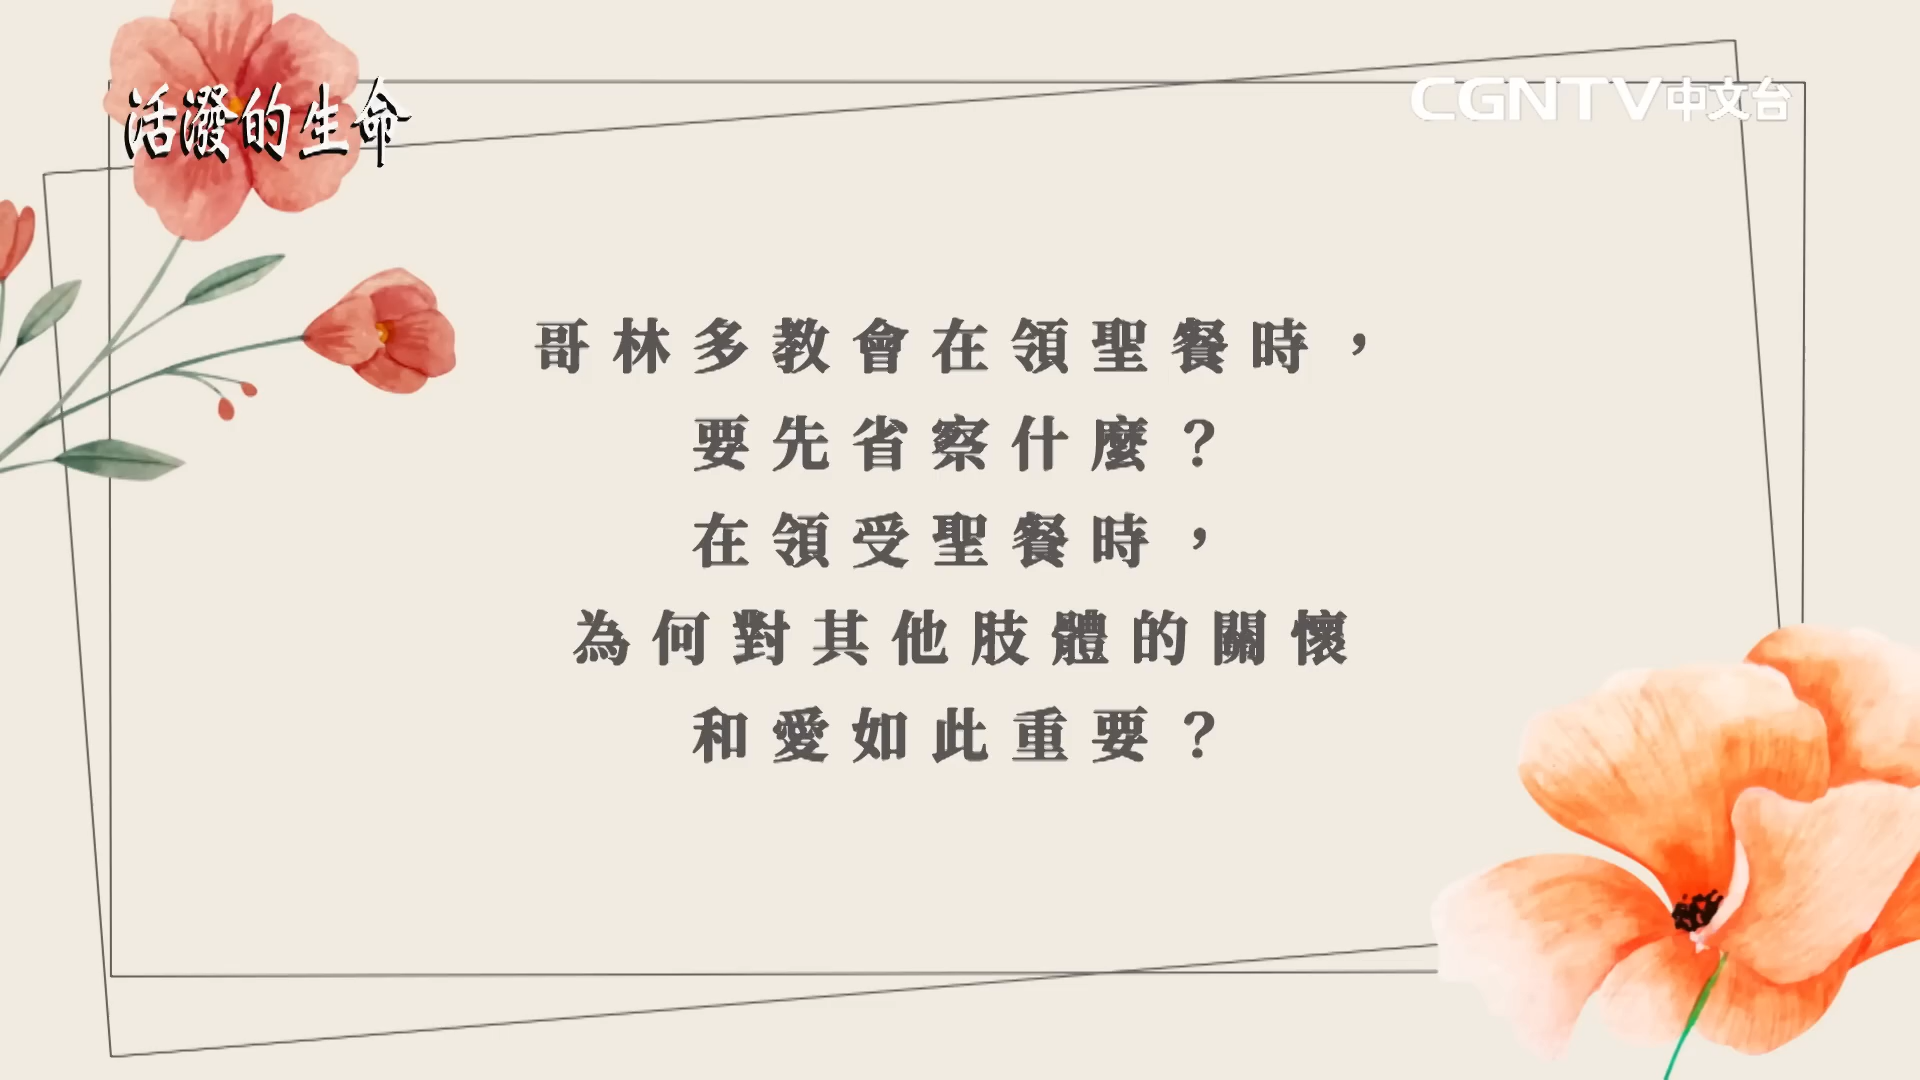 活潑的生命
CGNTV中文台
哥林多教會在領聖餐時，
要先省察什麼？
在領受聖餐時，
為何對其他肢體的關懷
和愛如此重要？